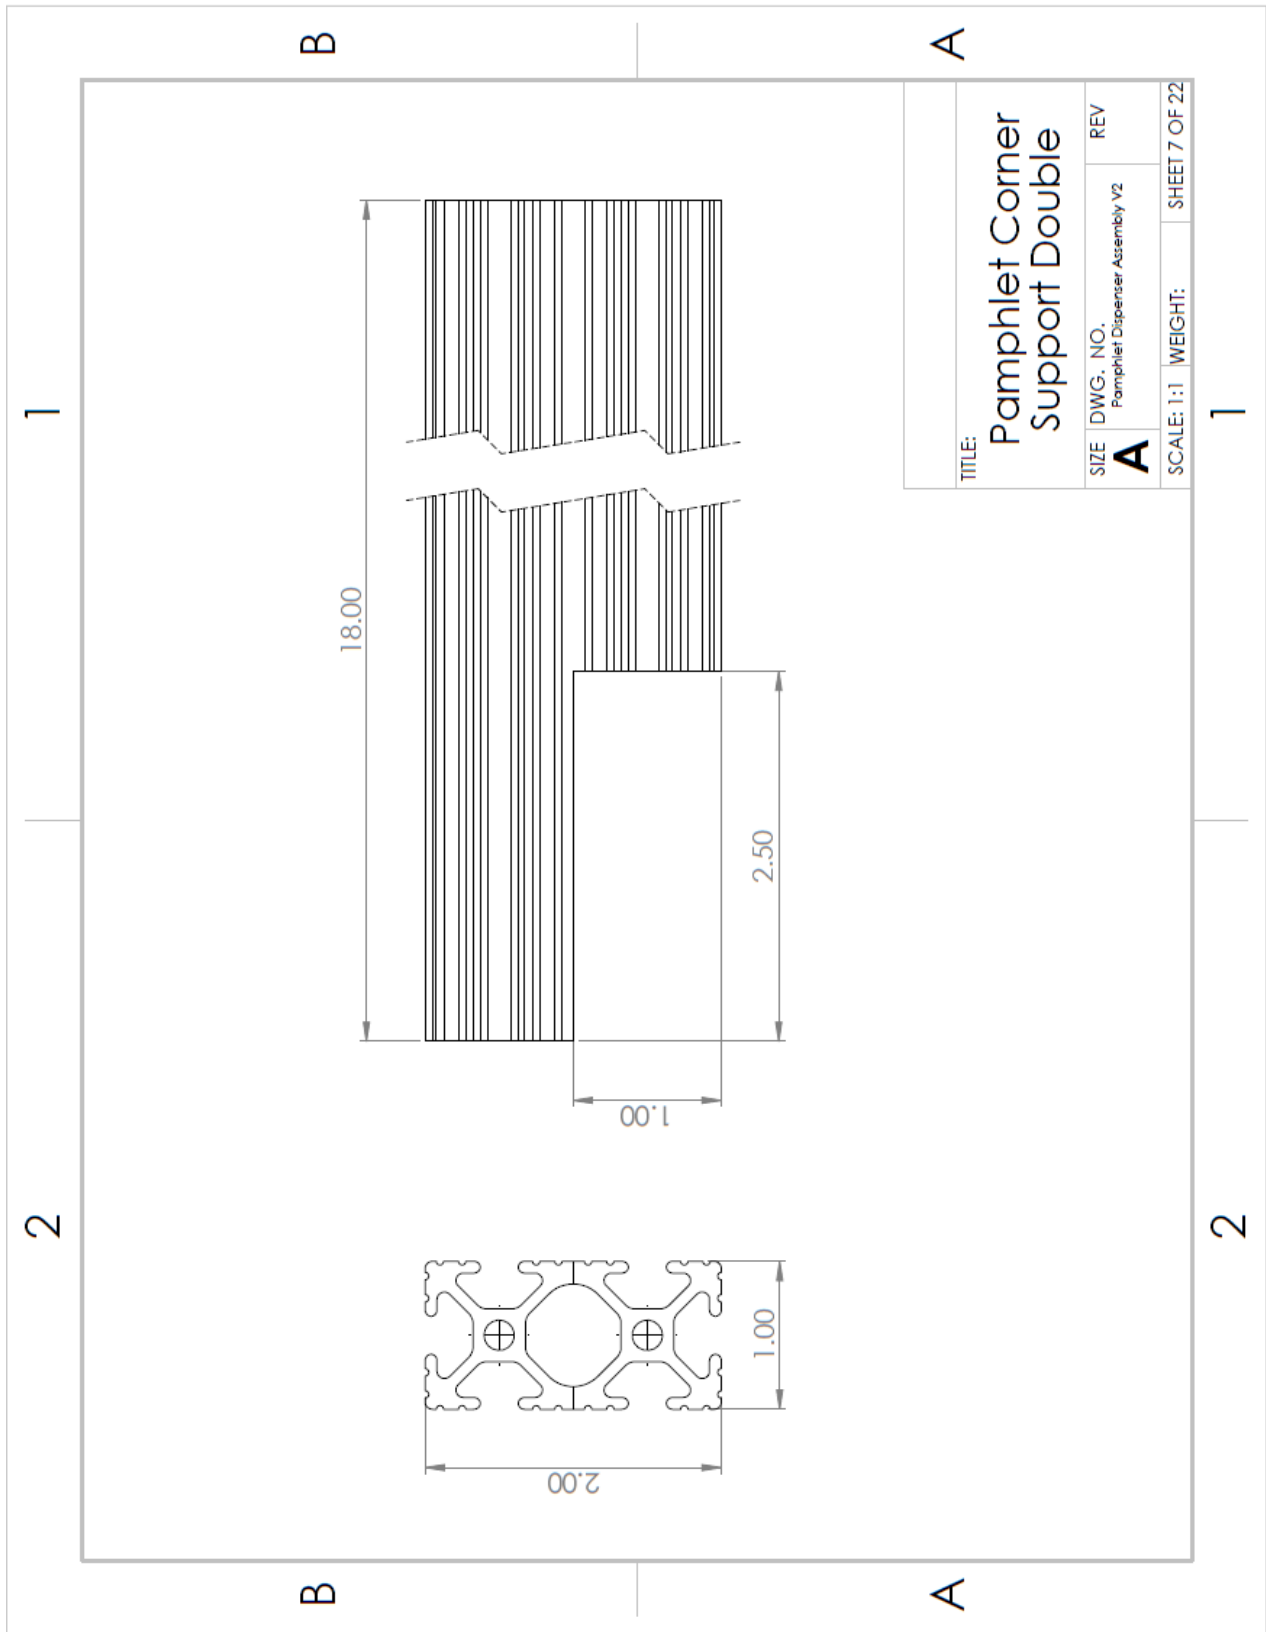 B
A
1
2
18.00
2.50
1.00
2.00
1.00
TITLE:
Pamphlet Corner
Support Double
SIZE
A
DWG. NO.
Pamphlet Dispenser Assembly V2
REV
SCALE: 1:1
WEIGHT:
SHEET 7 OF 22
1
2
B
A